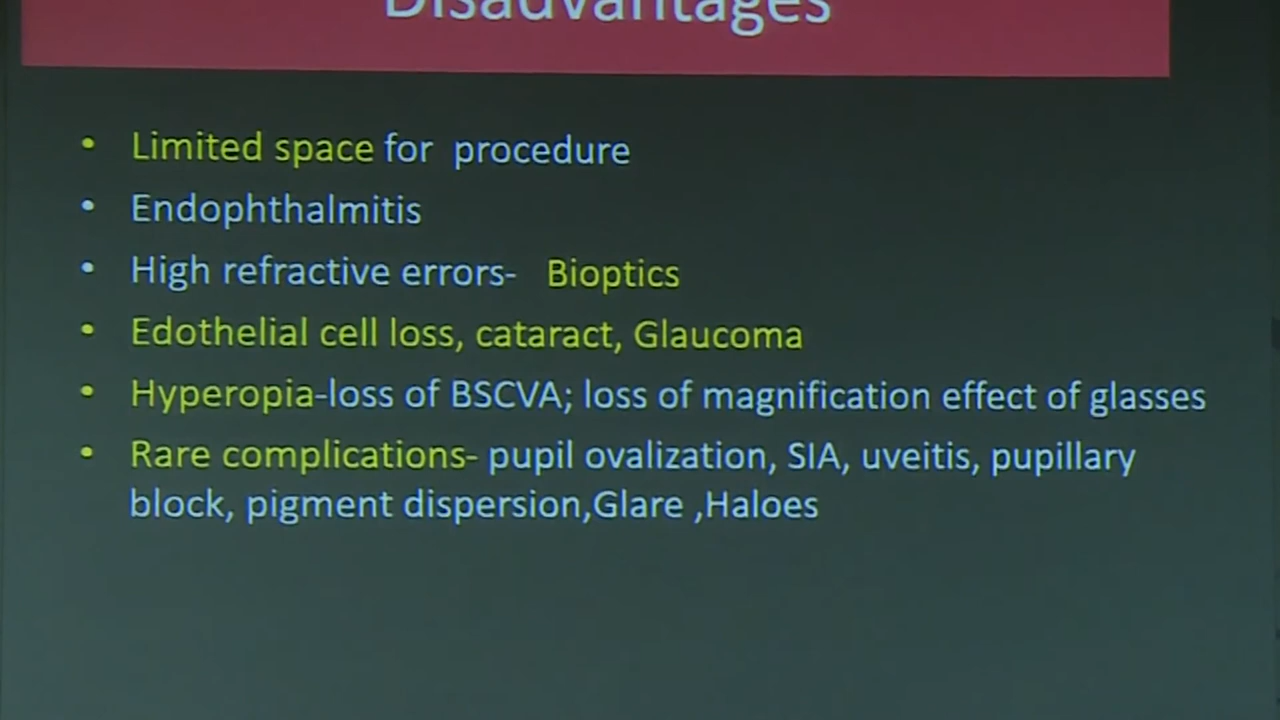 Disadvantages
• Limited space for procedure
• Endophthalmitis
• High refractive errors- Bioptics
• Edothelial cell loss, cataract, Glaucoma
• Hyperopia-loss of BSCVA; loss of magnification effect of glasses
• Rare complications- pupil ovalization, SIA, uveitis, pupillary
block, pigment dispersion,Glare ,Haloes